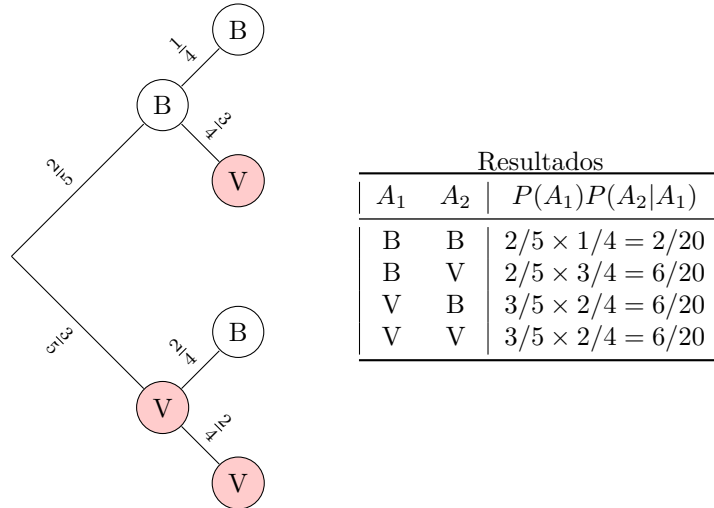 B
1/4
B
3/4
2/5
V
Resultados
A₁ A₂ P(A₁)P(A₂|A₁)
B B 2/5 × 1/4 = 2/20
B V 2/5 × 3/4 = 6/20
V B 3/5 × 2/4 = 6/20
V V 3/5 × 2/4 = 6/20
B
3/5
2/4
V
2/4
V